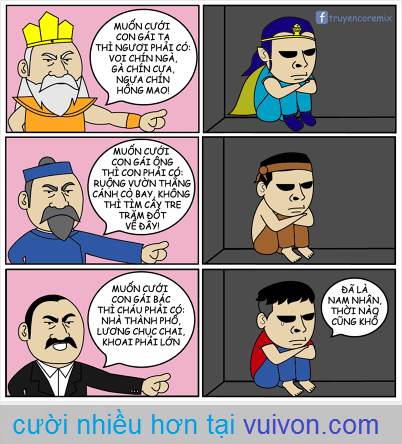 MUỐN CƯỚI
CON GÁI TA
THÌ NGƯƠI PHẢI CÓ:
VOI CHÍN NGÀ,
GÀ CHÍN CỰA,
NGỰA CHÍN
HỒNG MAO!
truyencoremix
MUỐN CƯỚI
CON GÁI ÔNG
THÌ CON PHẢI CÓ:
RUỘNG VƯỜN THẲNG
CÁNH CÒ BAY, KHÔNG
THÌ TÌM CÂY TRE
TRĂM ĐỐT
VỀ ĐÂY!
MUỐN CƯỚI
CON GÁI BÁC
THÌ CHÁU PHẢI CÓ:
NHÀ THÀNH PHỐ,
LƯƠNG CHỤC CHAI,
KHOAI PHẢI LỚN
ĐÃ LÀ
NAM NHÂN,
THỜI NÀO
CŨNG KHỔ
cười nhiều hơn tại vuivon.com